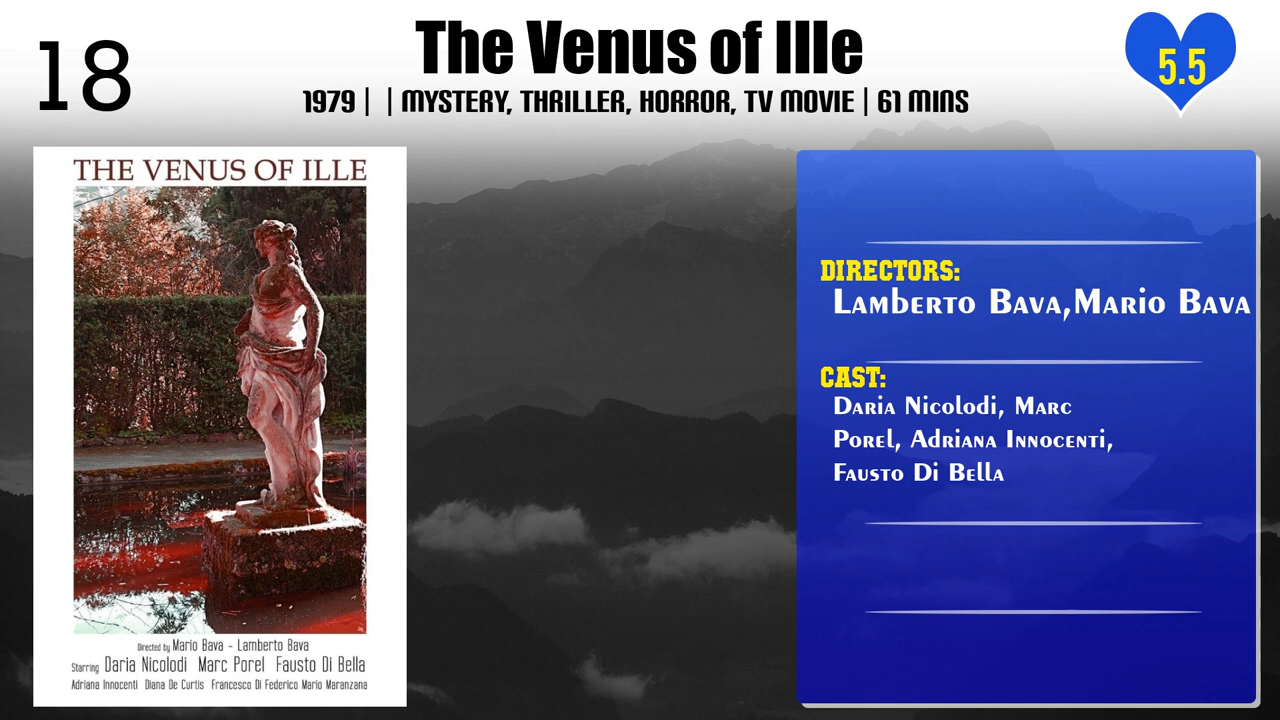 18
The Venus of Ille
5.5
1979 | | MYSTERY, THRILLER, HORROR, TV MOVIE | 61 MINS
THE VENUS OF ILLE
Directed by Mario Bava - Lamberto Bava
Starring Daria Nicolodi Marc Porel Fausto Di Bella
Adriana Innocenti Diana De Curtis Francesco Di Federico Mario Maranzana
DIRECTORS:
Lamberto Bava,Mario Bava
CAST:
Daria Nicolodi, Marc
Porel, Adriana Innocenti,
Fausto Di Bella